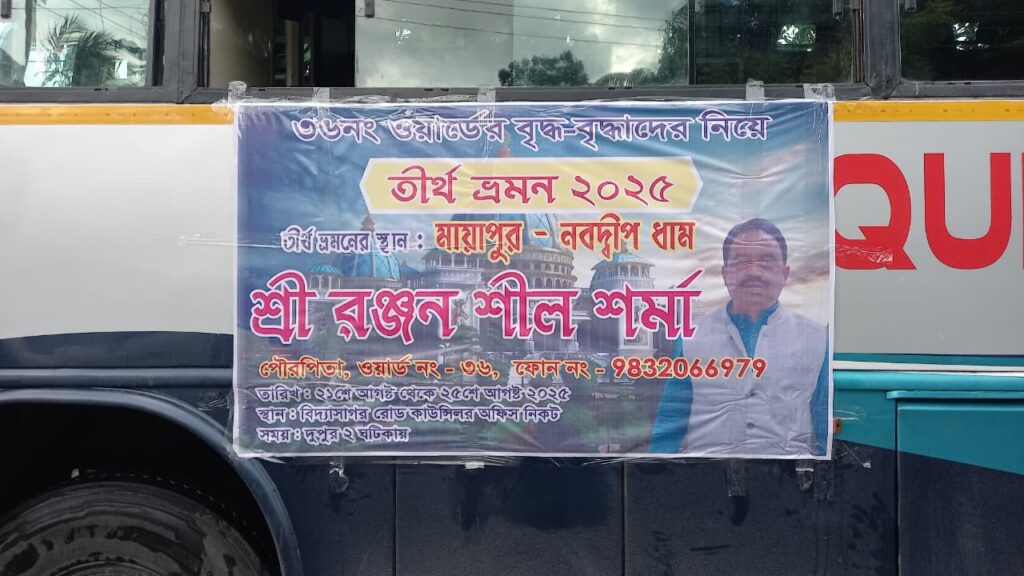 ৩৬নং ওয়ার্ডের বৃদ্ধ-বৃদ্ধাদের নিয়ে
তীর্থ ভ্রমন ২০২৫
তীর্থ ভ্রমনের স্থান : মায়াপুর - নবদ্বীপ ধাম
শ্রী রঞ্জন শীল শর্মা
পৌরপিতা, ওয়ার্ড নং - ৩৬, ফোন নং - 9832066979
তারিখ : ২১শে আগষ্ট থেকে ২৫শে আগষ্ট ২০২৫
স্থান : বিদ্যাসাগর রোড কাউন্সিলর অফিস নিকট
সময় : দুপুর ২ ঘটিকায়
QU